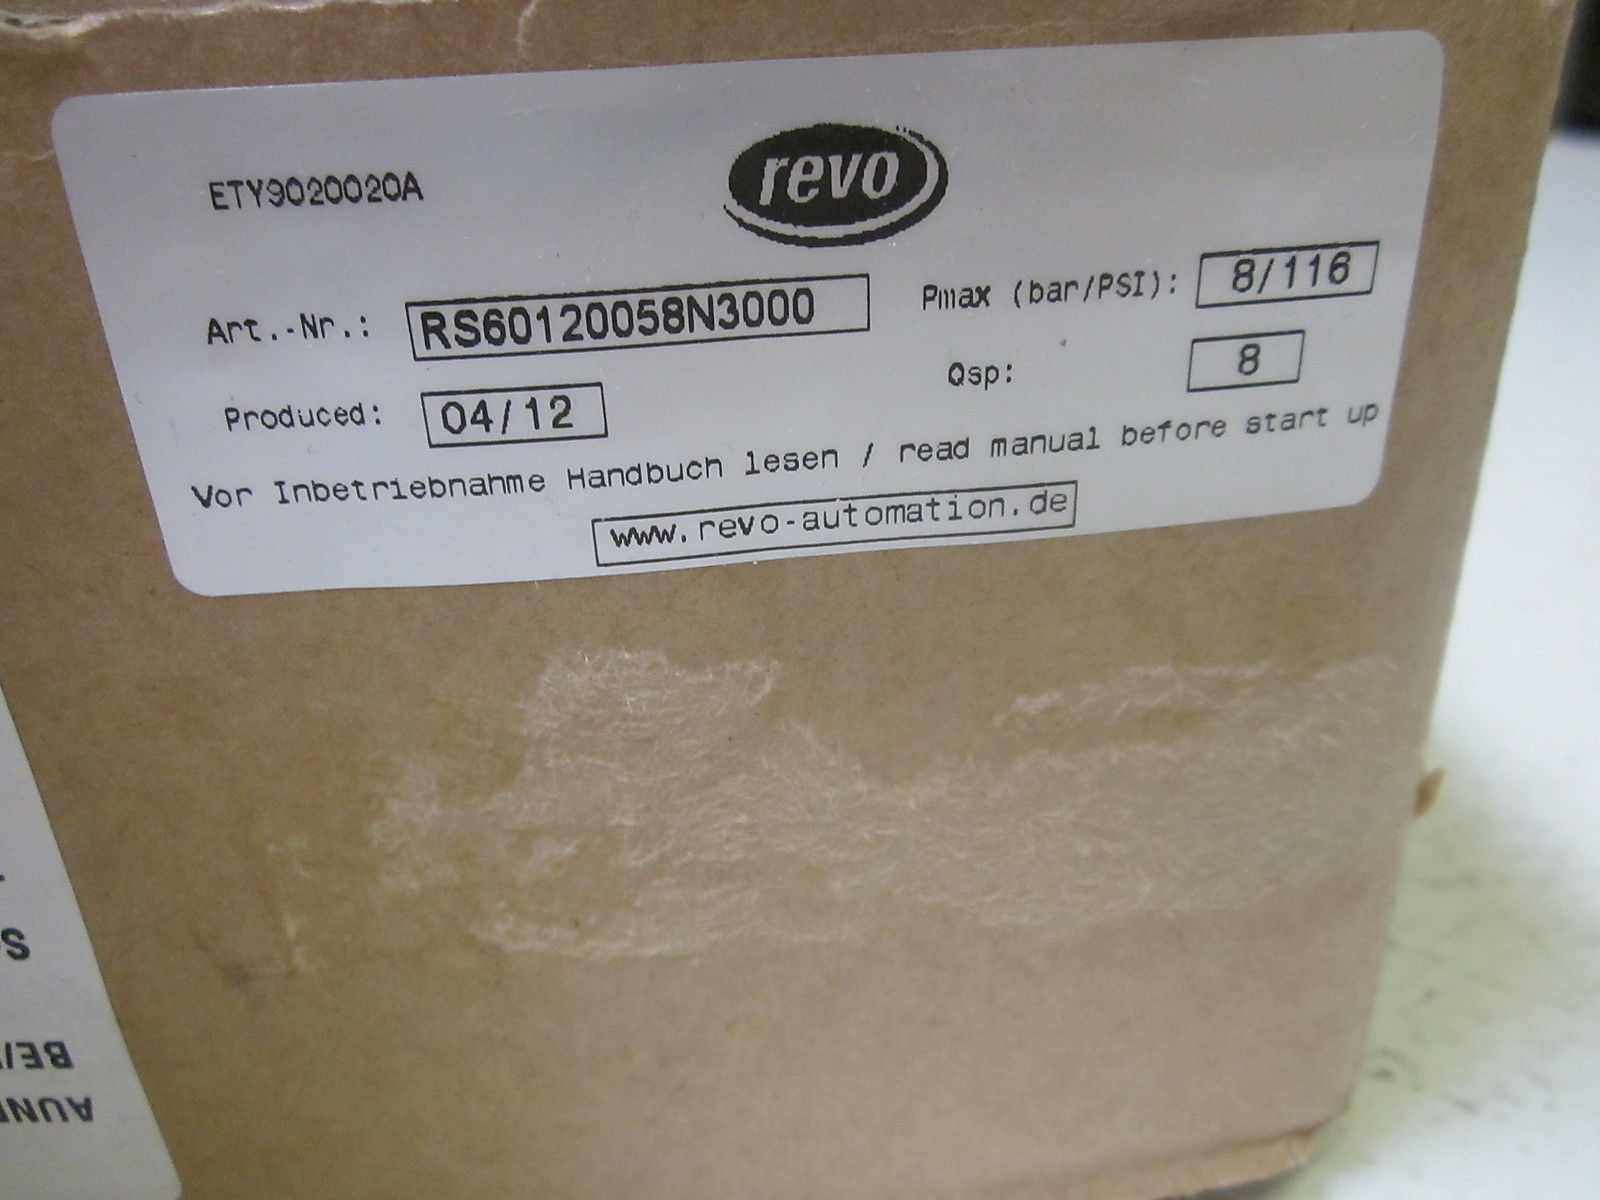 revo
ETY9020020A
Art.-Nr.: RS60120058N3000 Pmax (bar/PSI): 8/116
Qsp: 8
Produced: 04/12
Vor Inbetriebnahme Handbuch lesen / read manual before start up
www.revo-automation.de